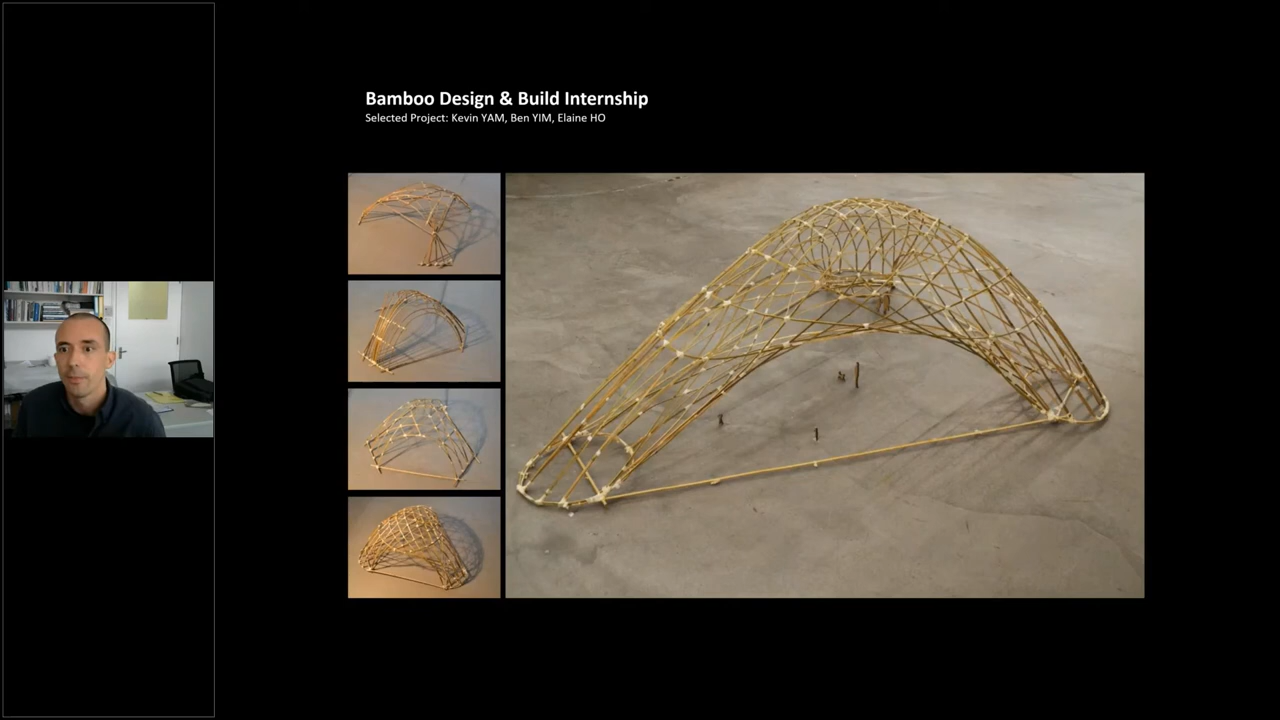 Bamboo Design & Build Internship
Selected Project: Kevin YAM, Ben YIM, Elaine HO